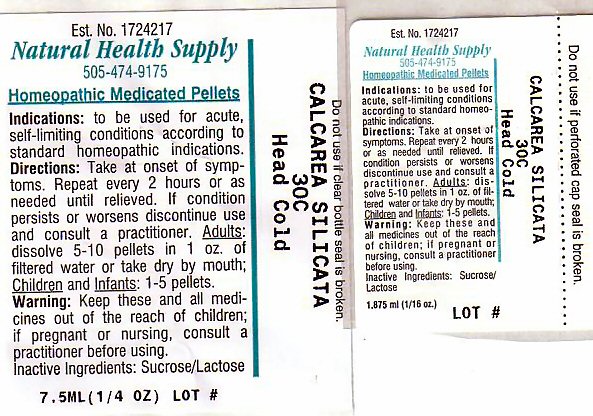 Est. No. 1724217
Natural Health Supply
505-474-9175
Homeopathic Medicated Pellets
Indications: to be used for acute,
self-limiting conditions according to
standard homeopathic indications.
Directions: Take at onset of symp-
toms. Repeat every 2 hours or as
needed until relieved. If condition
persists or worsens discontinue use
and consult a practitioner. Adults:
dissolve 5-10 pellets in 1 oz. of
filtered water or take dry by mouth;
Children and Infants: 1-5 pellets.
Warning: Keep these and all medi-
cines out of the reach of children;
if pregnant or nursing, consult a
practitioner before using.
Inactive Ingredients: Sucrose/Lactose
7.5ML(1/4 OZ) LOT #
Do not use if clear bottle seal is broken.
CALCAREA SILICATA
30C
Head Cold
Est. No. 1724217
Natural Health Supply
505-474-9175
Homeopathic Medicated Pellets
Indications: to be used for
acute, self-limiting conditions
according to standard homeo-
pathic indications.
Directions: Take at onset of
symptoms. Repeat every 2 hours
or as needed until relieved. If
condition persists or worsens
discontinue use and consult a
practitioner. Adults: dis-
solve 5-10 pellets in 1 oz. of fil-
tered water or take dry by mouth;
Children and Infants: 1-5 pellets.
Warning: Keep these and
all medicines out of the reach
of children; if pregnant or
nursing, consult a practitioner
before using.
Inactive Ingredients: Sucrose/
Lactose
1.875 ml (1/16 oz.)
LOT #
CALCAREA SILICATA
30C
Head Cold
Do not use if perforated cap seal is broken.